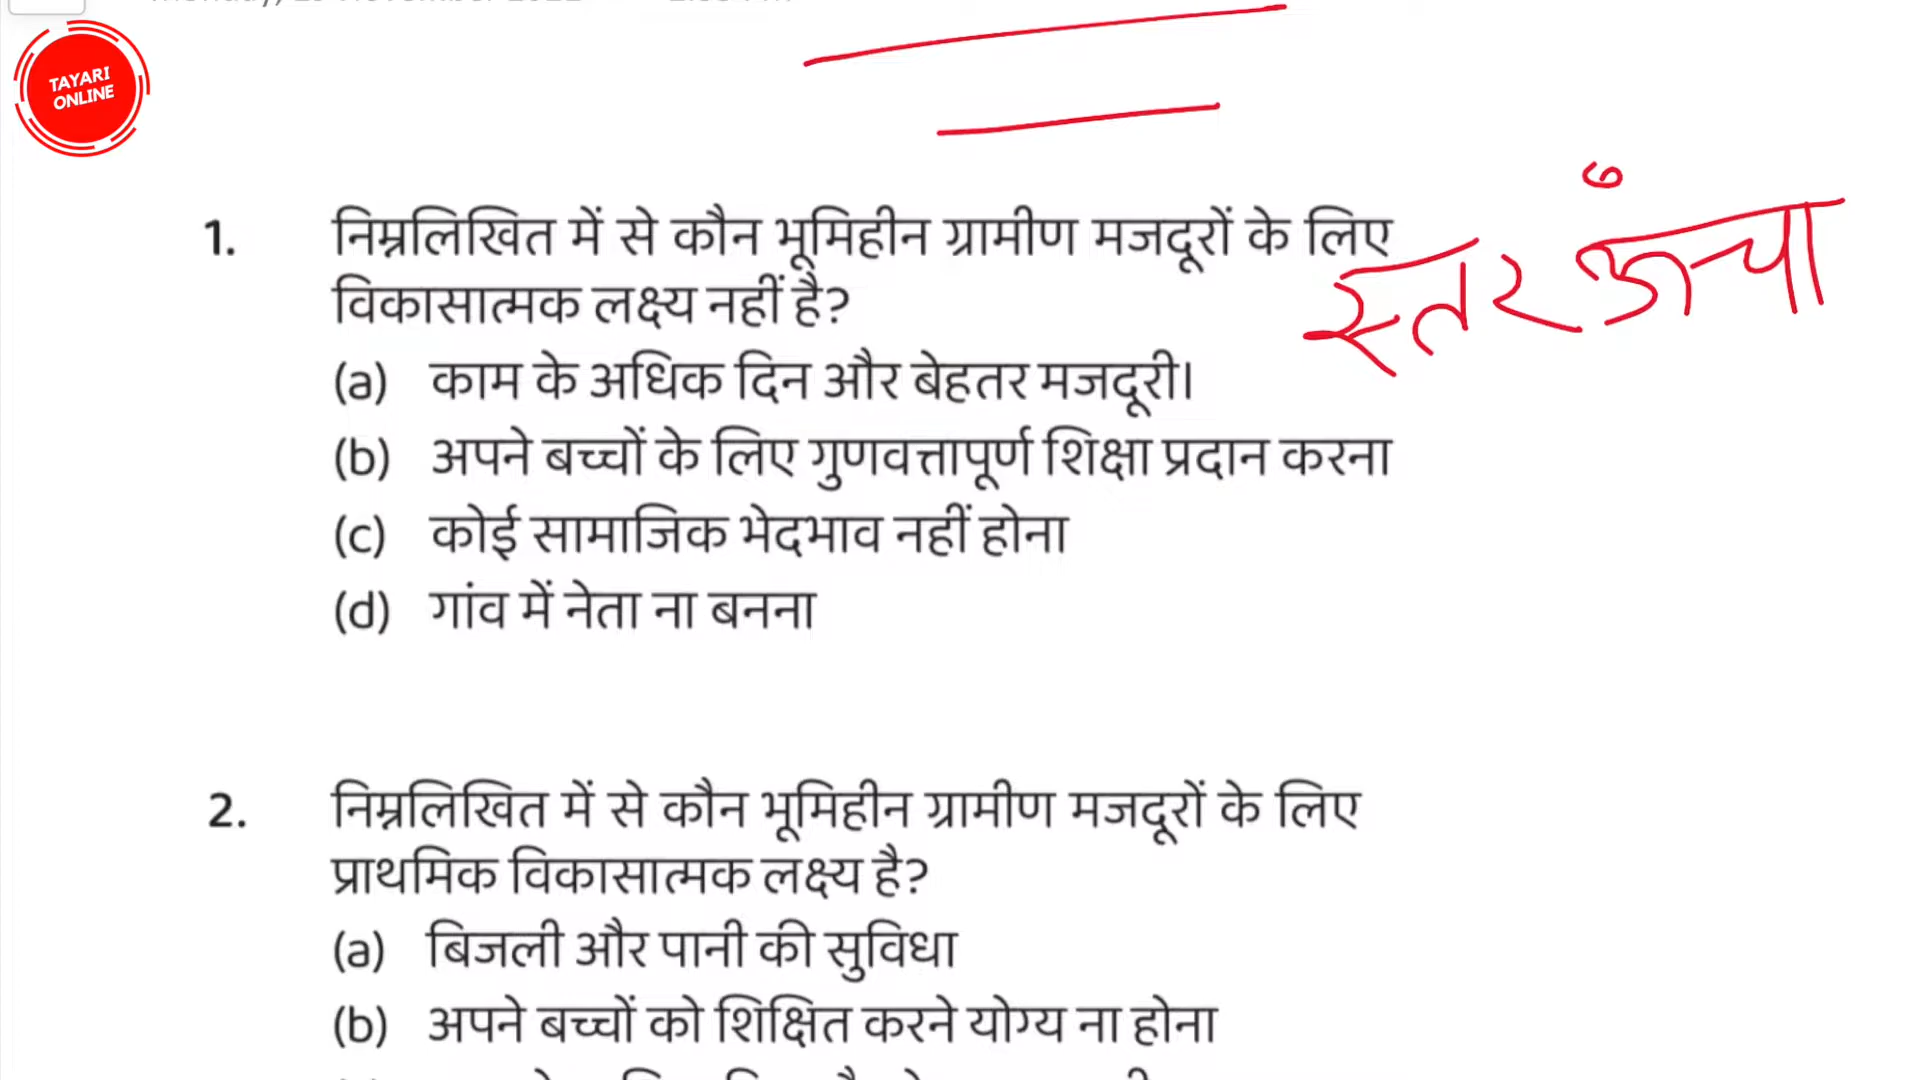 TAYARI
ONLINE
1. निम्नलिखित में से कौन भूमिहीन ग्रामीण मजदूरों के लिए
विकासात्मक लक्ष्य नहीं है?
स्तर ऊँचा
(a) काम के अधिक दिन और बेहतर मजदूरी।
(b) अपने बच्चों के लिए गुणवत्तापूर्ण शिक्षा प्रदान करना
(c) कोई सामाजिक भेदभाव नहीं होना
(d) गांव में नेता ना बनना
2. निम्नलिखित में से कौन भूमिहीन ग्रामीण मजदूरों के लिए
प्राथमिक विकासात्मक लक्ष्य है?
(a) बिजली और पानी की सुविधा
(b) अपने बच्चों को शिक्षित करने योग्य ना होना